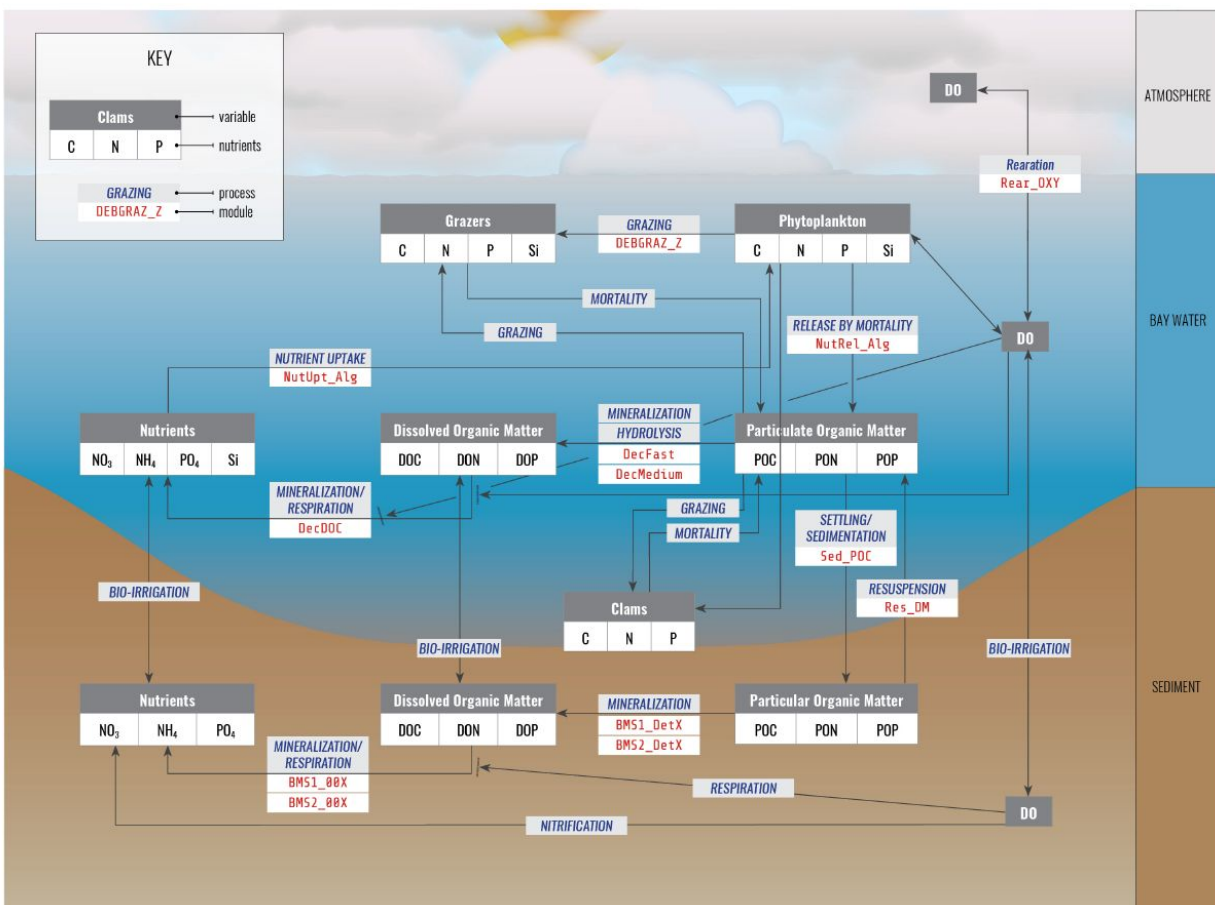 KEY
Clams
variable
C N P
nutrients
GRAZING
process
DEBGRAZ_Z
module
ATMOSPHERE
DO
Rearation
Rear_OXY
BAY WATER
Grazers
C N P Si
GRAZING
DEBGRAZ_Z
Phytoplankton
C N P Si
MORTALITY
GRAZING
RELEASE BY MORTALITY
NutRel_Alg
DO
NUTRIENT UPTAKE
NutUpt_Alg
Nutrients
NO₃ NH₄ PO₄ Si
Dissolved Organic Matter
DOC DON DOP
MINERALIZATION
HYDROLYSIS
DecFast
DecMedium
Particulate Organic Matter
POC PON POP
MINERALIZATION/
RESPIRATION
DecDOC
GRAZING
MORTALITY
SETTLING/
SEDIMENTATION
Sed_POC
RESUSPENSION
Res_DM
BIO-IRRIGATION
Clams
C N P
BIO-IRRIGATION
BIO-IRRIGATION
SEDIMENT
Nutrients
NO₃ NH₄ PO₄
Dissolved Organic Matter
DOC DON DOP
MINERALIZATION
BMS1_DetX
BMS2_DetX
Particular Organic Matter
POC PON POP
MINERALIZATION/
RESPIRATION
BMS1_00X
BMS2_00X
RESPIRATION
DO
NITRIFICATION